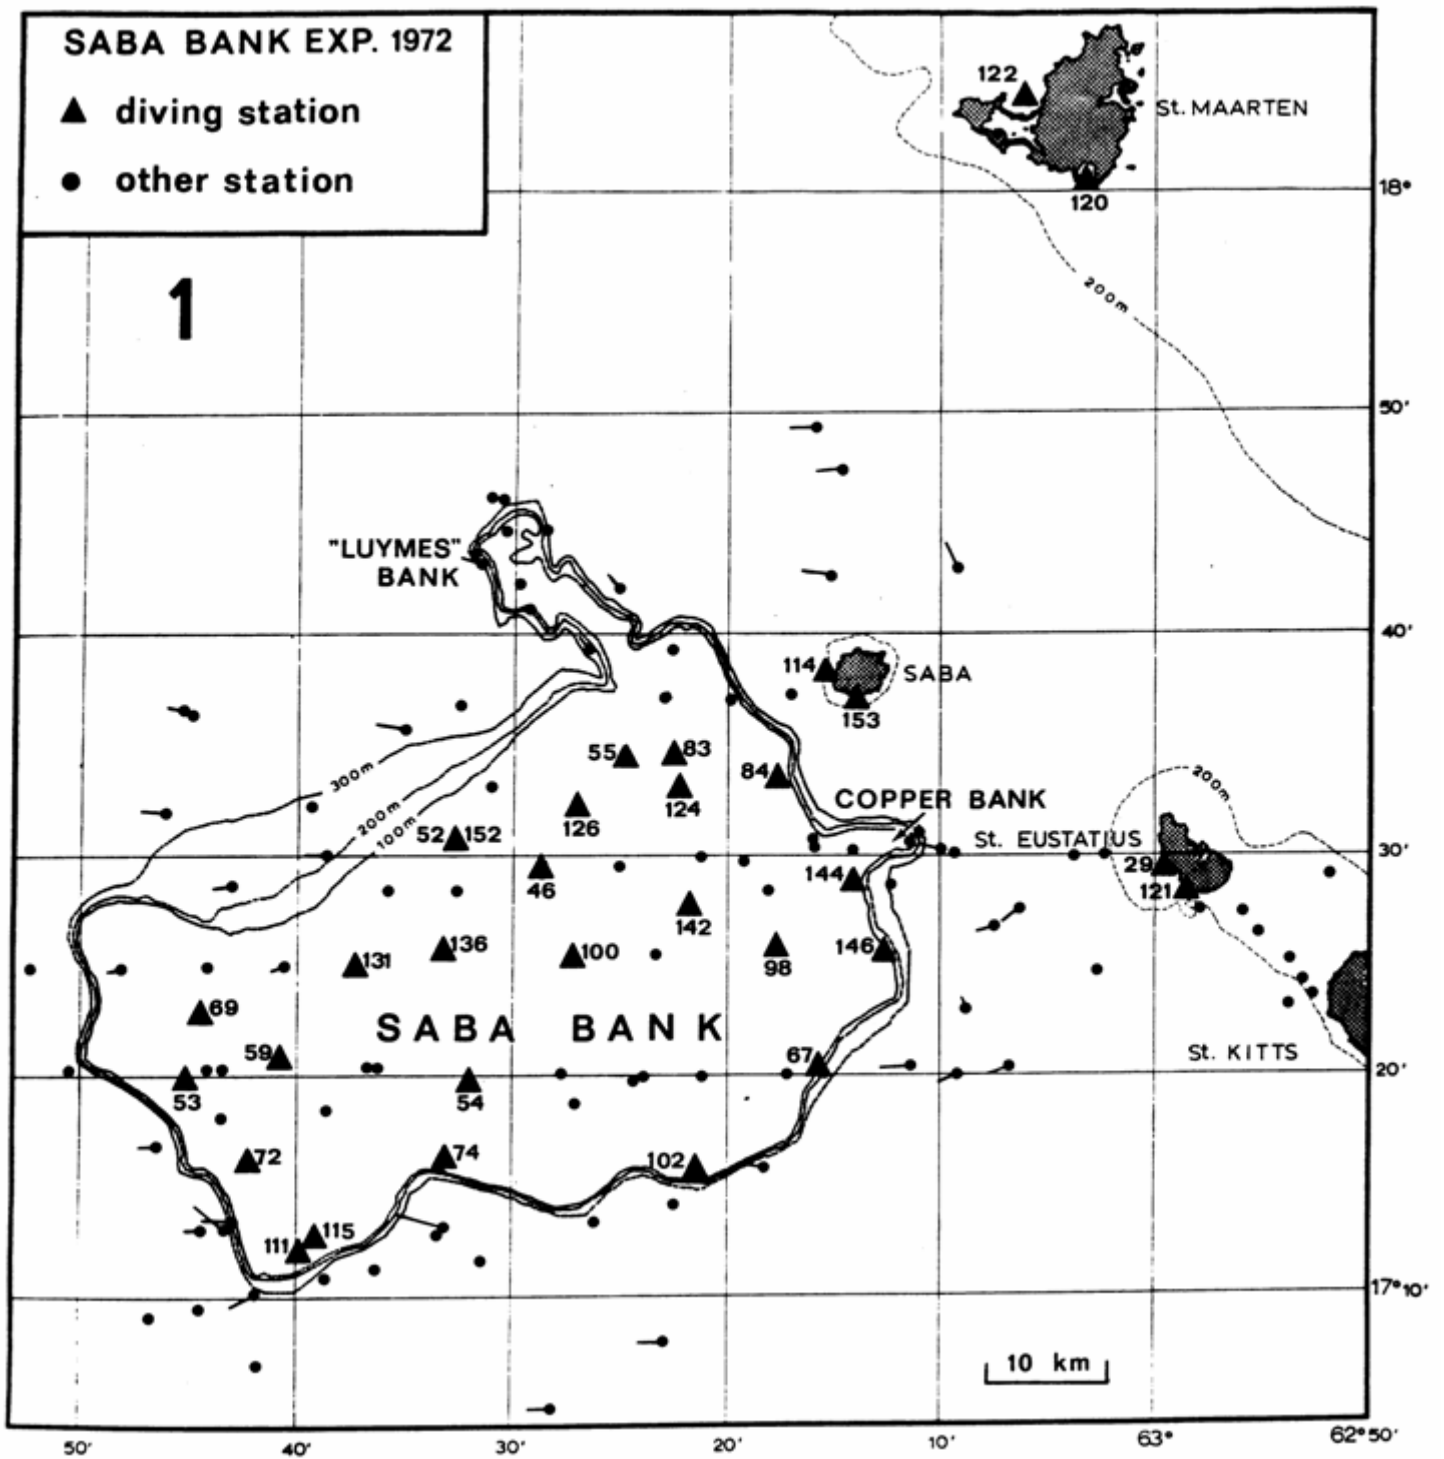 SABA BANK EXP. 1972
diving station
other station
1
122
St. MAARTEN
120
18°
200m
50'
"LUYMES"
BANK
40'
114
SABA
153
55
83
84
300m
124
COPPER BANK
200m
126
200m
52 152
100m
St. EUSTATIUS
30'
29
46
144
121
142
136
146
131
100
98
69
SABA BANK
59
67
St. KITTS
20'
53
54
72
74
102
115
111
17°10'
10 km
50'
40'
30'
20'
10'
63°
62°50'